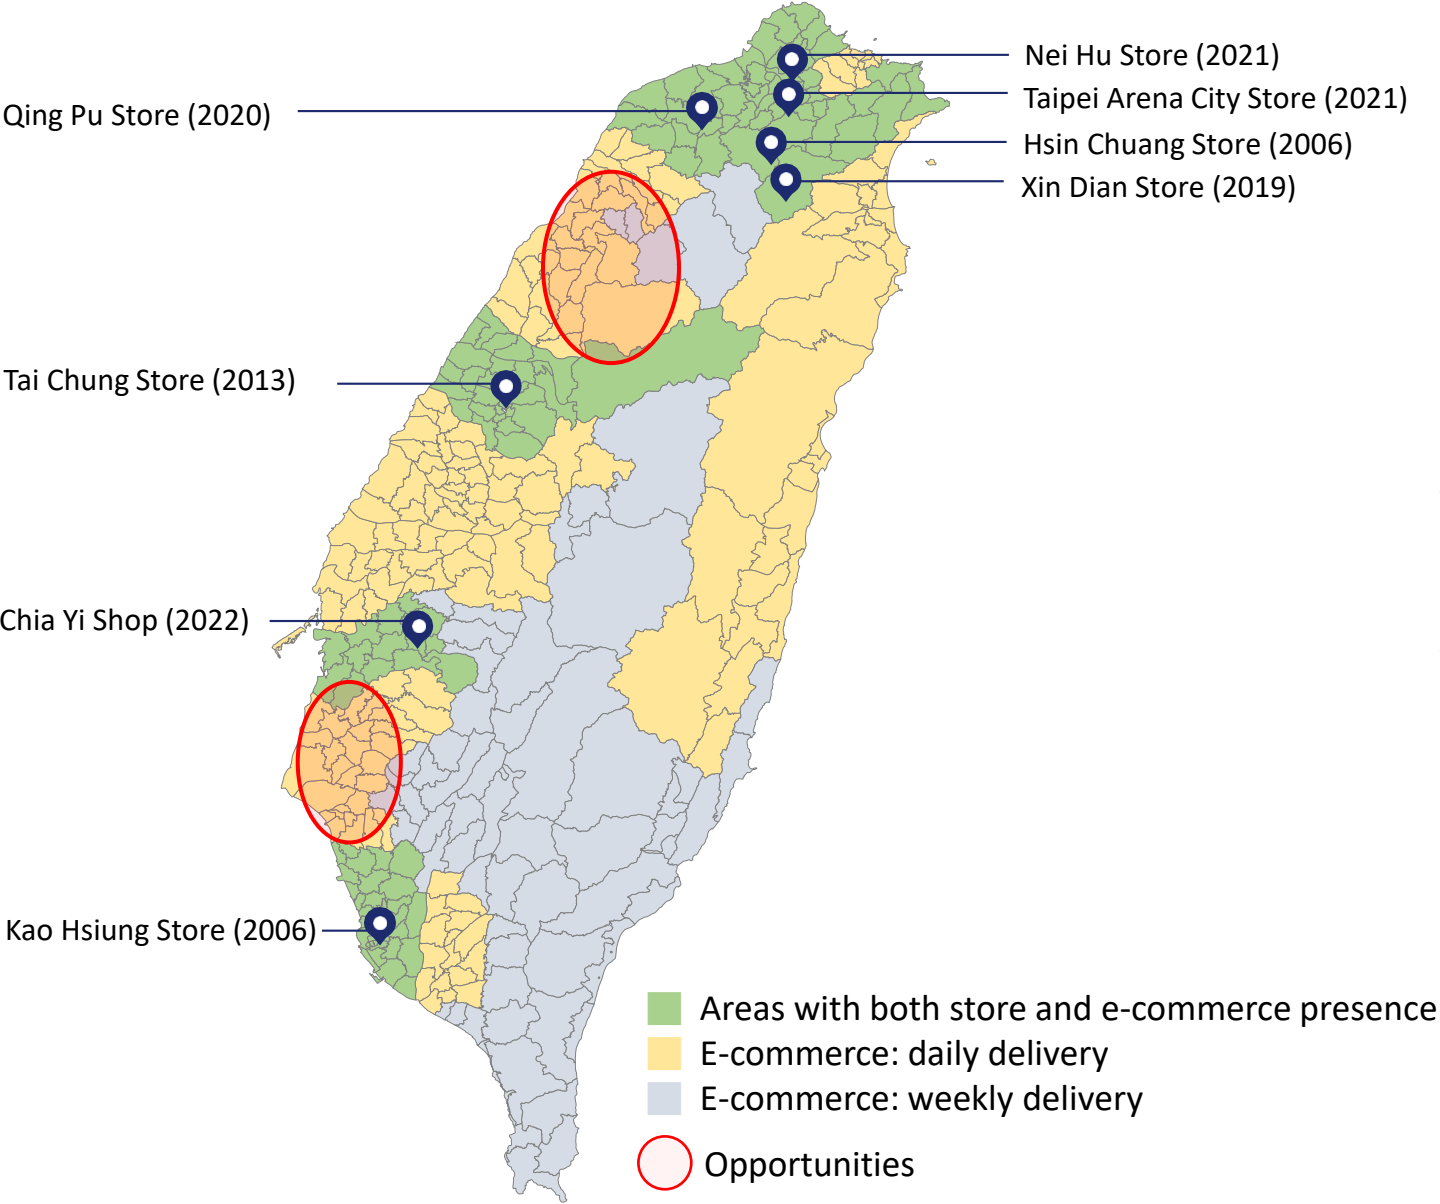 Nei Hu Store (2021)
Qing Pu Store (2020)
Taipei Arena City Store (2021)
Hsin Chuang Store (2006)
Xin Dian Store (2019)
Tai Chung Store (2013)
Chia Yi Shop (2022)
Kao Hsiung Store (2006)
Areas with both store and e-commerce presence
E-commerce: daily delivery
E-commerce: weekly delivery
Opportunities